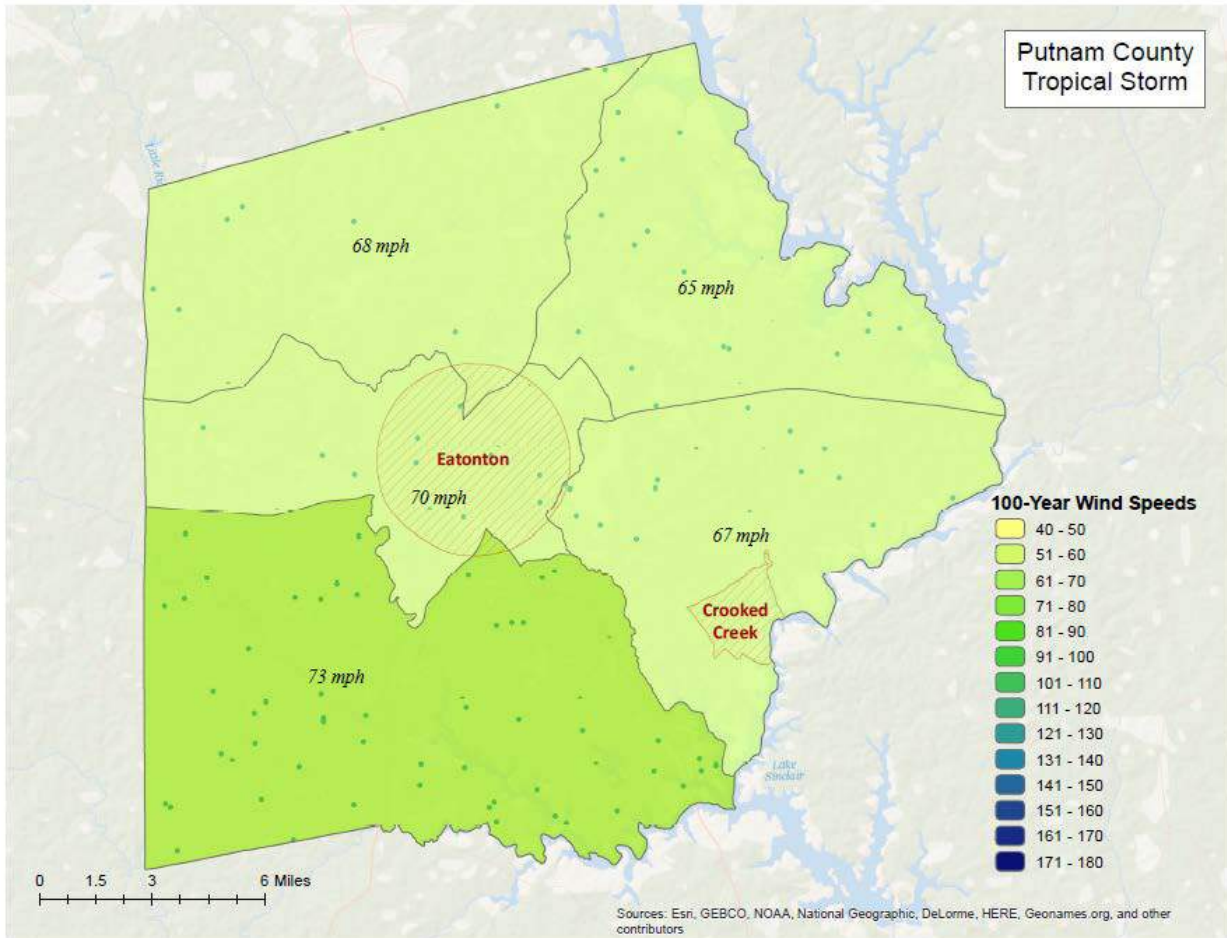 Putnam County
Tropical Storm
Little Ri
68 mph
65 mph
Eatonton
70 mph
67 mph
Crooked
Creek
73 mph
Lake
Sinclair
100-Year Wind Speeds
40 - 50
51 - 60
61 - 70
71 - 80
81 - 90
91 - 100
101 - 110
111 - 120
121 - 130
131 - 140
141 - 150
151 - 160
161 - 170
171 - 180
0 1.5 3 6 Miles
Sources: Esri, GEBCO, NOAA, National Geographic, DeLorme, HERE, Geonames.org, and other
contributors